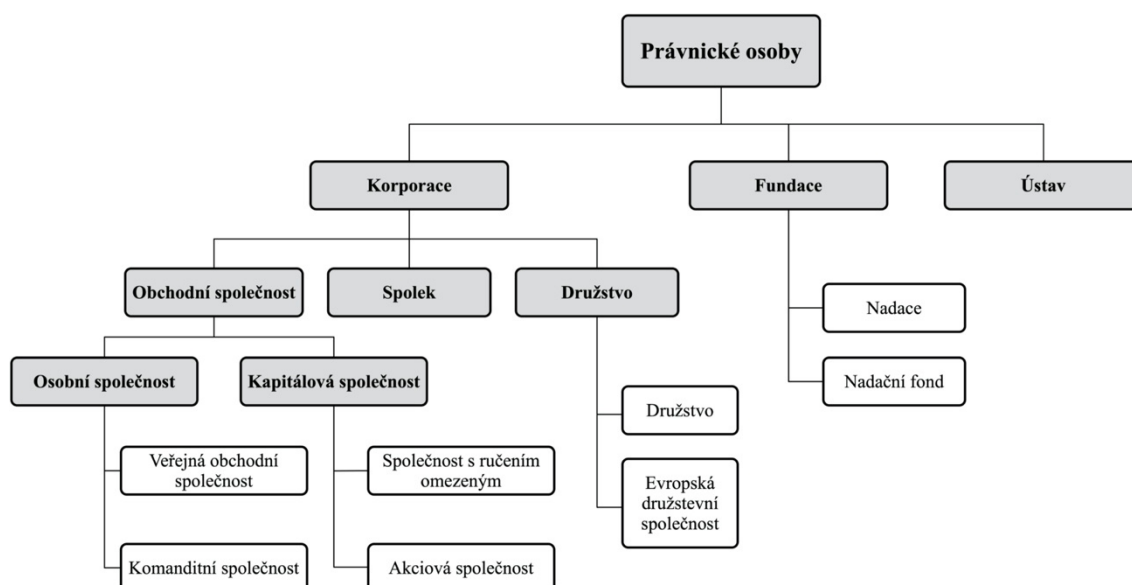 Právnické osoby
Korporace
Fundace
Ústav
Obchodní společnost
Spolek
Družstvo
Nadace
Nadační fond
Osobní společnost
Kapitálová společnost
Družstvo
Evropská
družstevní
společnost
Veřejná obchodní
společnost
Společnost s ručením
omezeným
Komanditní společnost
Akciová společnost